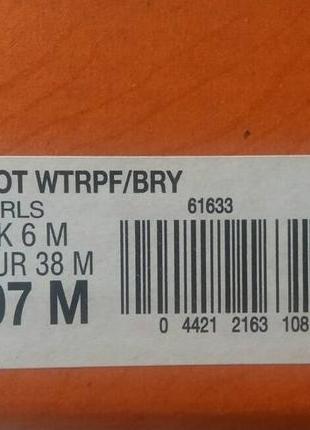 OT WTRPF/BRY
RLS
61633
K 6 M
UR 38 M
07 M
0 4421 2163 108